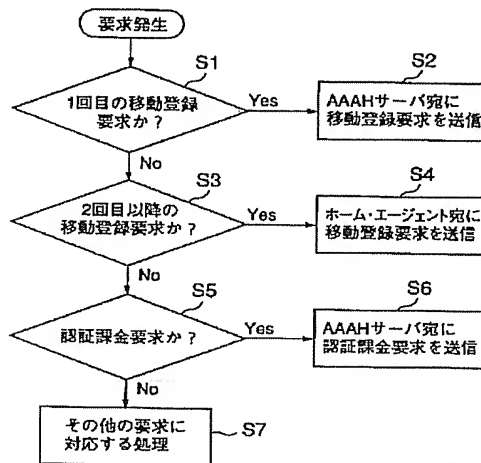 要求発生
S1
1回目の移動登録
要求か?
Yes
S2
AAAHサーバ宛に
移動登録要求を送信
No
S3
2回目以降の
移動登録要求か?
Yes
S4
ホーム・エージェント宛に
移動登録要求を送信
No
S5
認証課金要求か?
Yes
S6
AAAHサーバ宛に
認証課金要求を送信
No
その他の要求に
対応する処理
S7